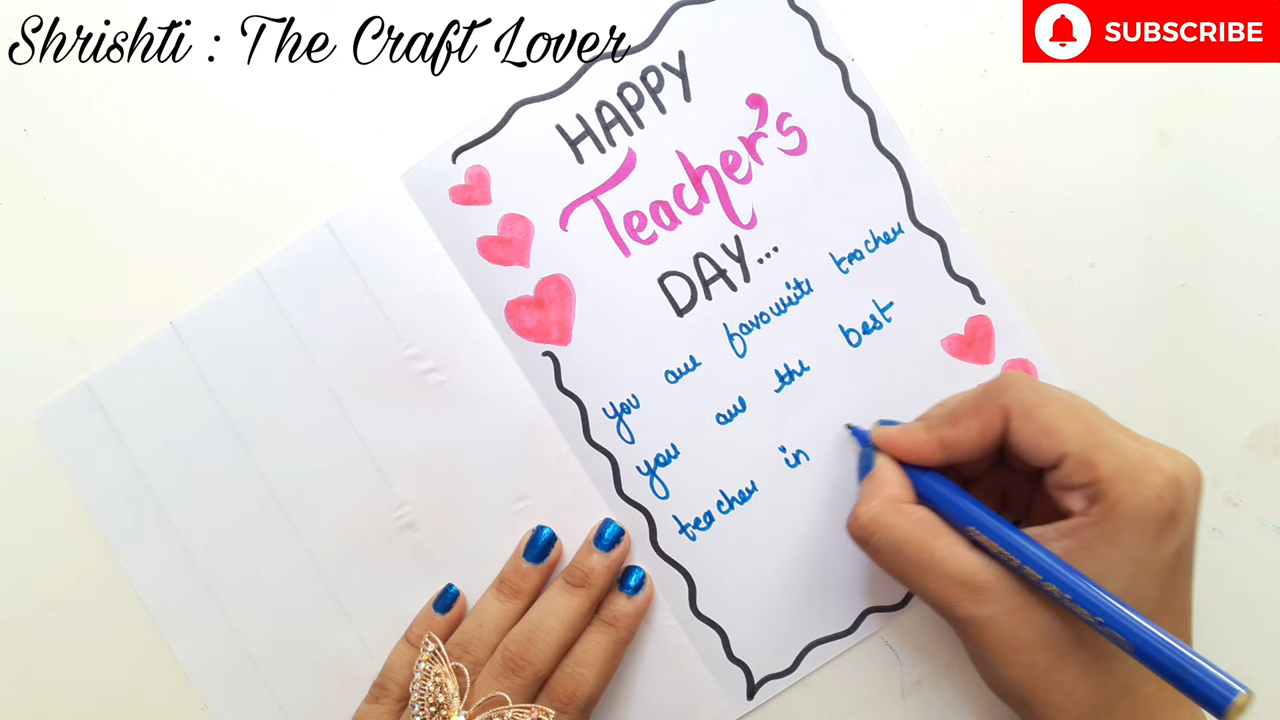 Shrishti : The Craft Lover
SUBSCRIBE
HAPPY
Teacher's
DAY...
you are favourite teacher
you are the best
teacher in